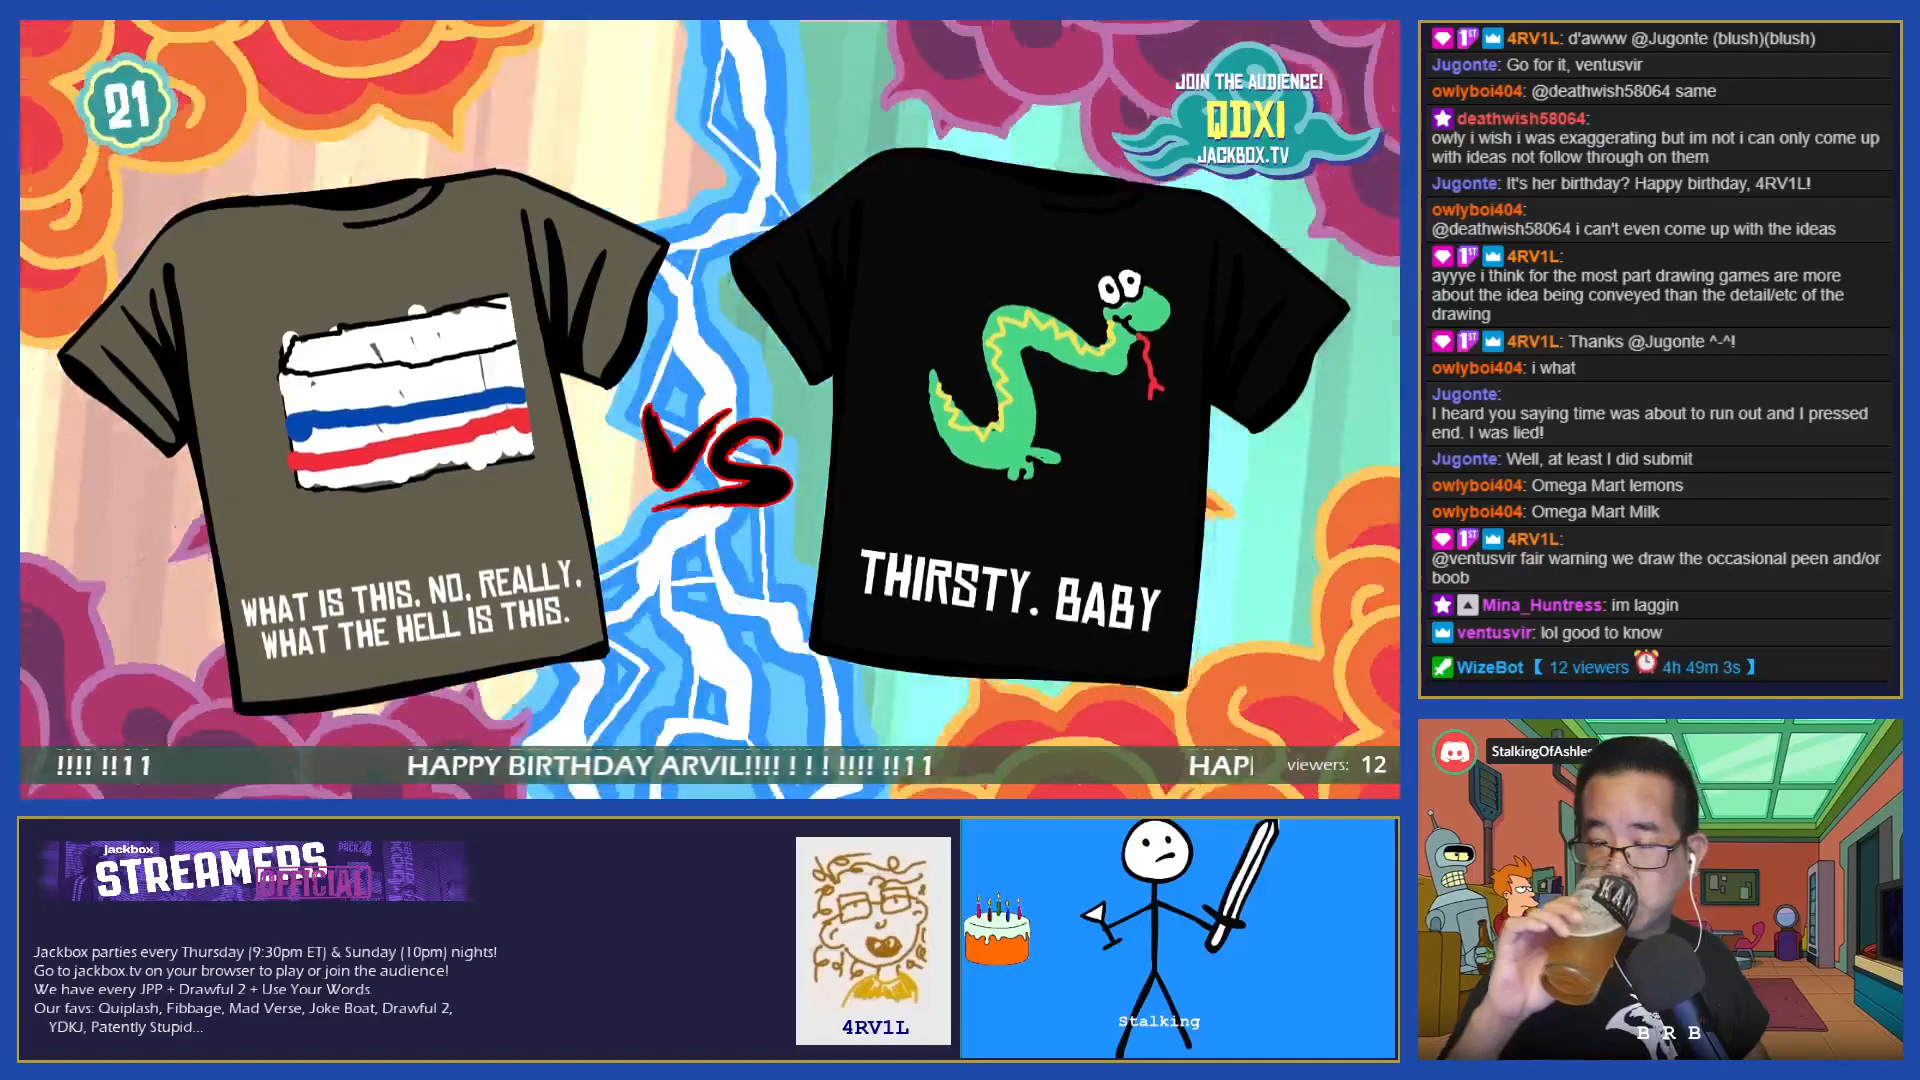 21
JOIN THE AUDIENCE!
QDXI
JACKBOX.TV
WHAT IS THIS. NO, REALLY.
WHAT THE HELL IS THIS.
VS
THIRSTY. BABY
!!!! !!11
HAPPY BIRTHDAY ARVIL!!!! ! ! ! !!!! !!11
HAP
viewers: 12
jackbox
STREAMERS
OFFICIAL
Jackbox parties every Thursday (9:30pm ET) & Sunday (10pm) nights!
Go to jackbox.tv on your browser to play or join the audience!
We have every JPP + Drawful 2 + Use Your Words.
Our favs: Quiplash, Fibbage, Mad Verse, Joke Boat, Drawful 2,
YDKJ, Patently Stupid...
4RV1L
Stalking
1ST 4RV1L: d'awww @Jugonte (blush)(blush)
Jugonte: Go for it, ventusvir
owlyboi404: @deathwish58064 same
deathwish58064:
owly i wish i was exaggerating but im not i can only come up
with ideas not follow through on them
Jugonte: It's her birthday? Happy birthday, 4RV1L!
owlyboi404:
@deathwish58064 i can't even come up with the ideas
1ST 4RV1L:
ayyye i think for the most part drawing games are more
about the idea being conveyed than the detail/etc of the
drawing
1ST 4RV1L: Thanks @Jugonte ^-^!
owlyboi404: i what
Jugonte:
I heard you saying time was about to run out and I pressed
end. I was lied!
Jugonte: Well, at least I did submit
owlyboi404: Omega Mart lemons
owlyboi404: Omega Mart Milk
1ST 4RV1L:
@ventusvir fair warning we draw the occasional peen and/or
boob
Mina_Huntress: im laggin
ventusvir: lol good to know
WizeBot 【 12 viewers 4h 49m 3s 】
StalkingOfAshle
KAN
B R B